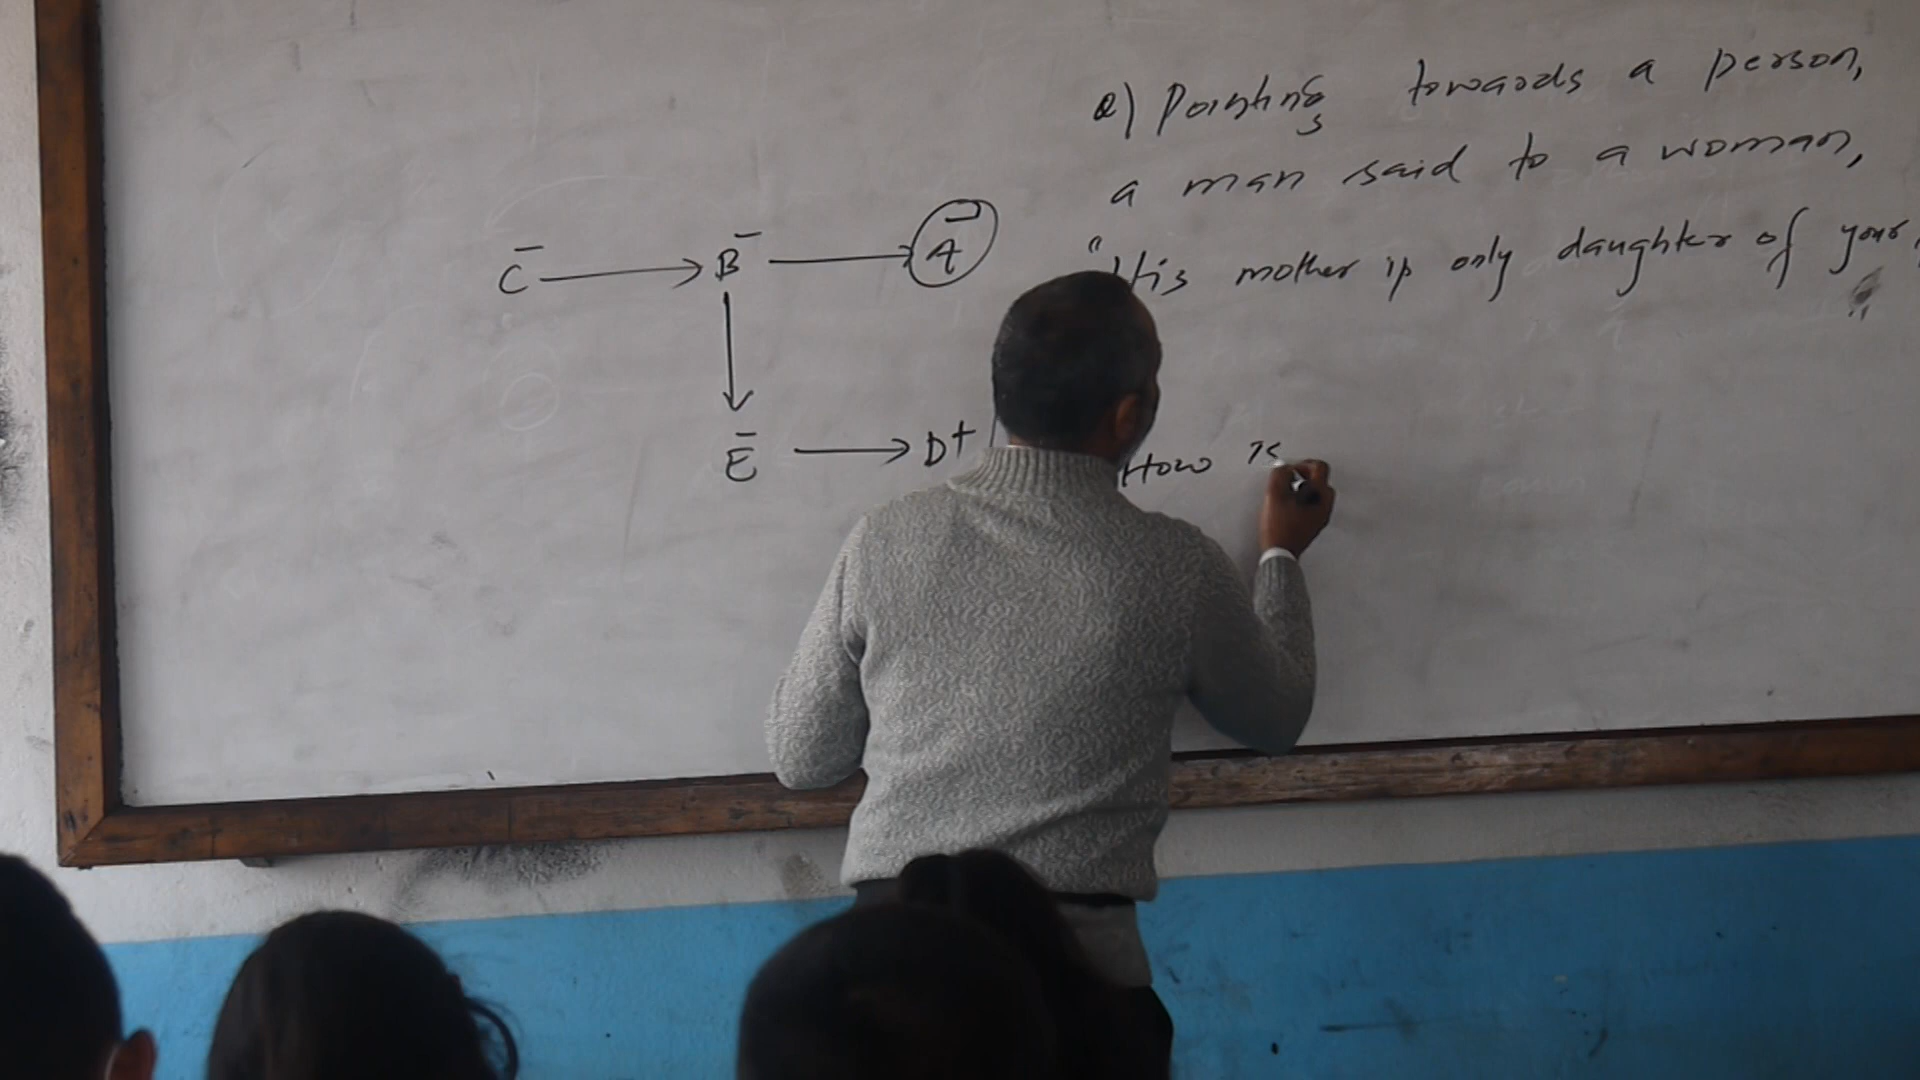 Q) Pointing towards a person,
a man said to a woman,
"His mother is only daughter of your
"
How is
C̄ → B̄ → Ā
↓
Ē → D+